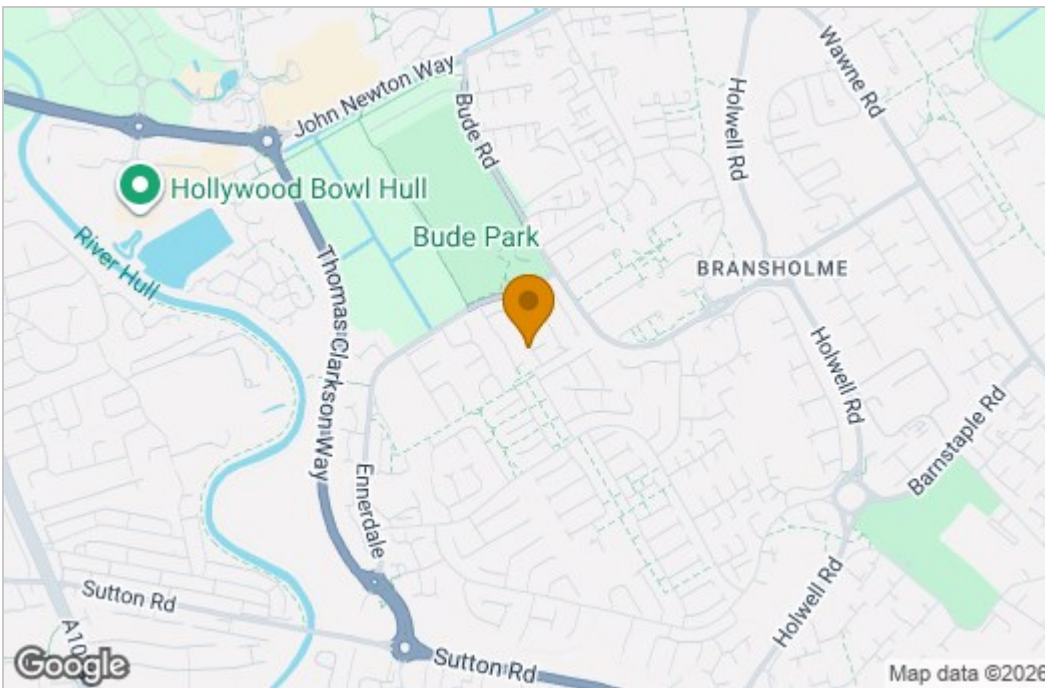 John Newton Way
Bude Rd
Holwell Rd
Wawne Rd
Hollywood Bowl Hull
Bude Park
River Hull
BRANSHOLME
Thomas Clarkson Way
Holwell Rd
Barnstaple Rd
Ennerdale
Sutton Rd
A10
Holwell Rd
Sutton Rd
Google
Map data ©2026